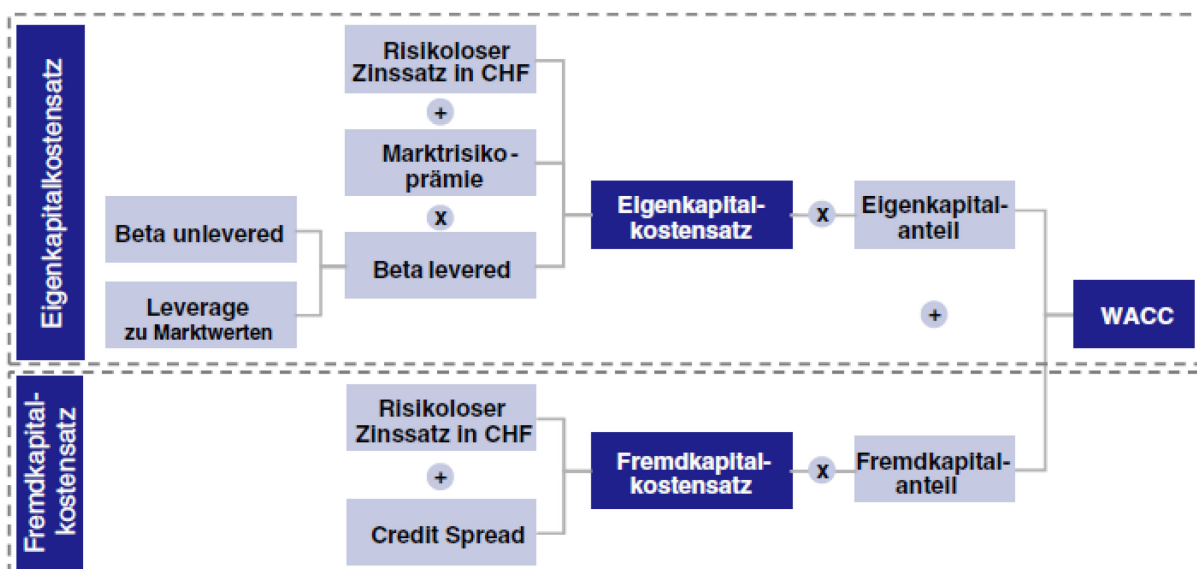 Eigenkapitalkostensatz
Risikoloser
Zinssatz in CHF
+
Marktrisiko-
prämie
x
Beta unlevered
Beta levered
Leverage
zu Marktwerten
Eigenkapital-
kostensatz
x
Eigenkapital-
anteil
+
WACC
Fremdkapital-
kostensatz
Risikoloser
Zinssatz in CHF
+
Credit Spread
Fremdkapital-
kostensatz
x
Fremdkapital-
anteil